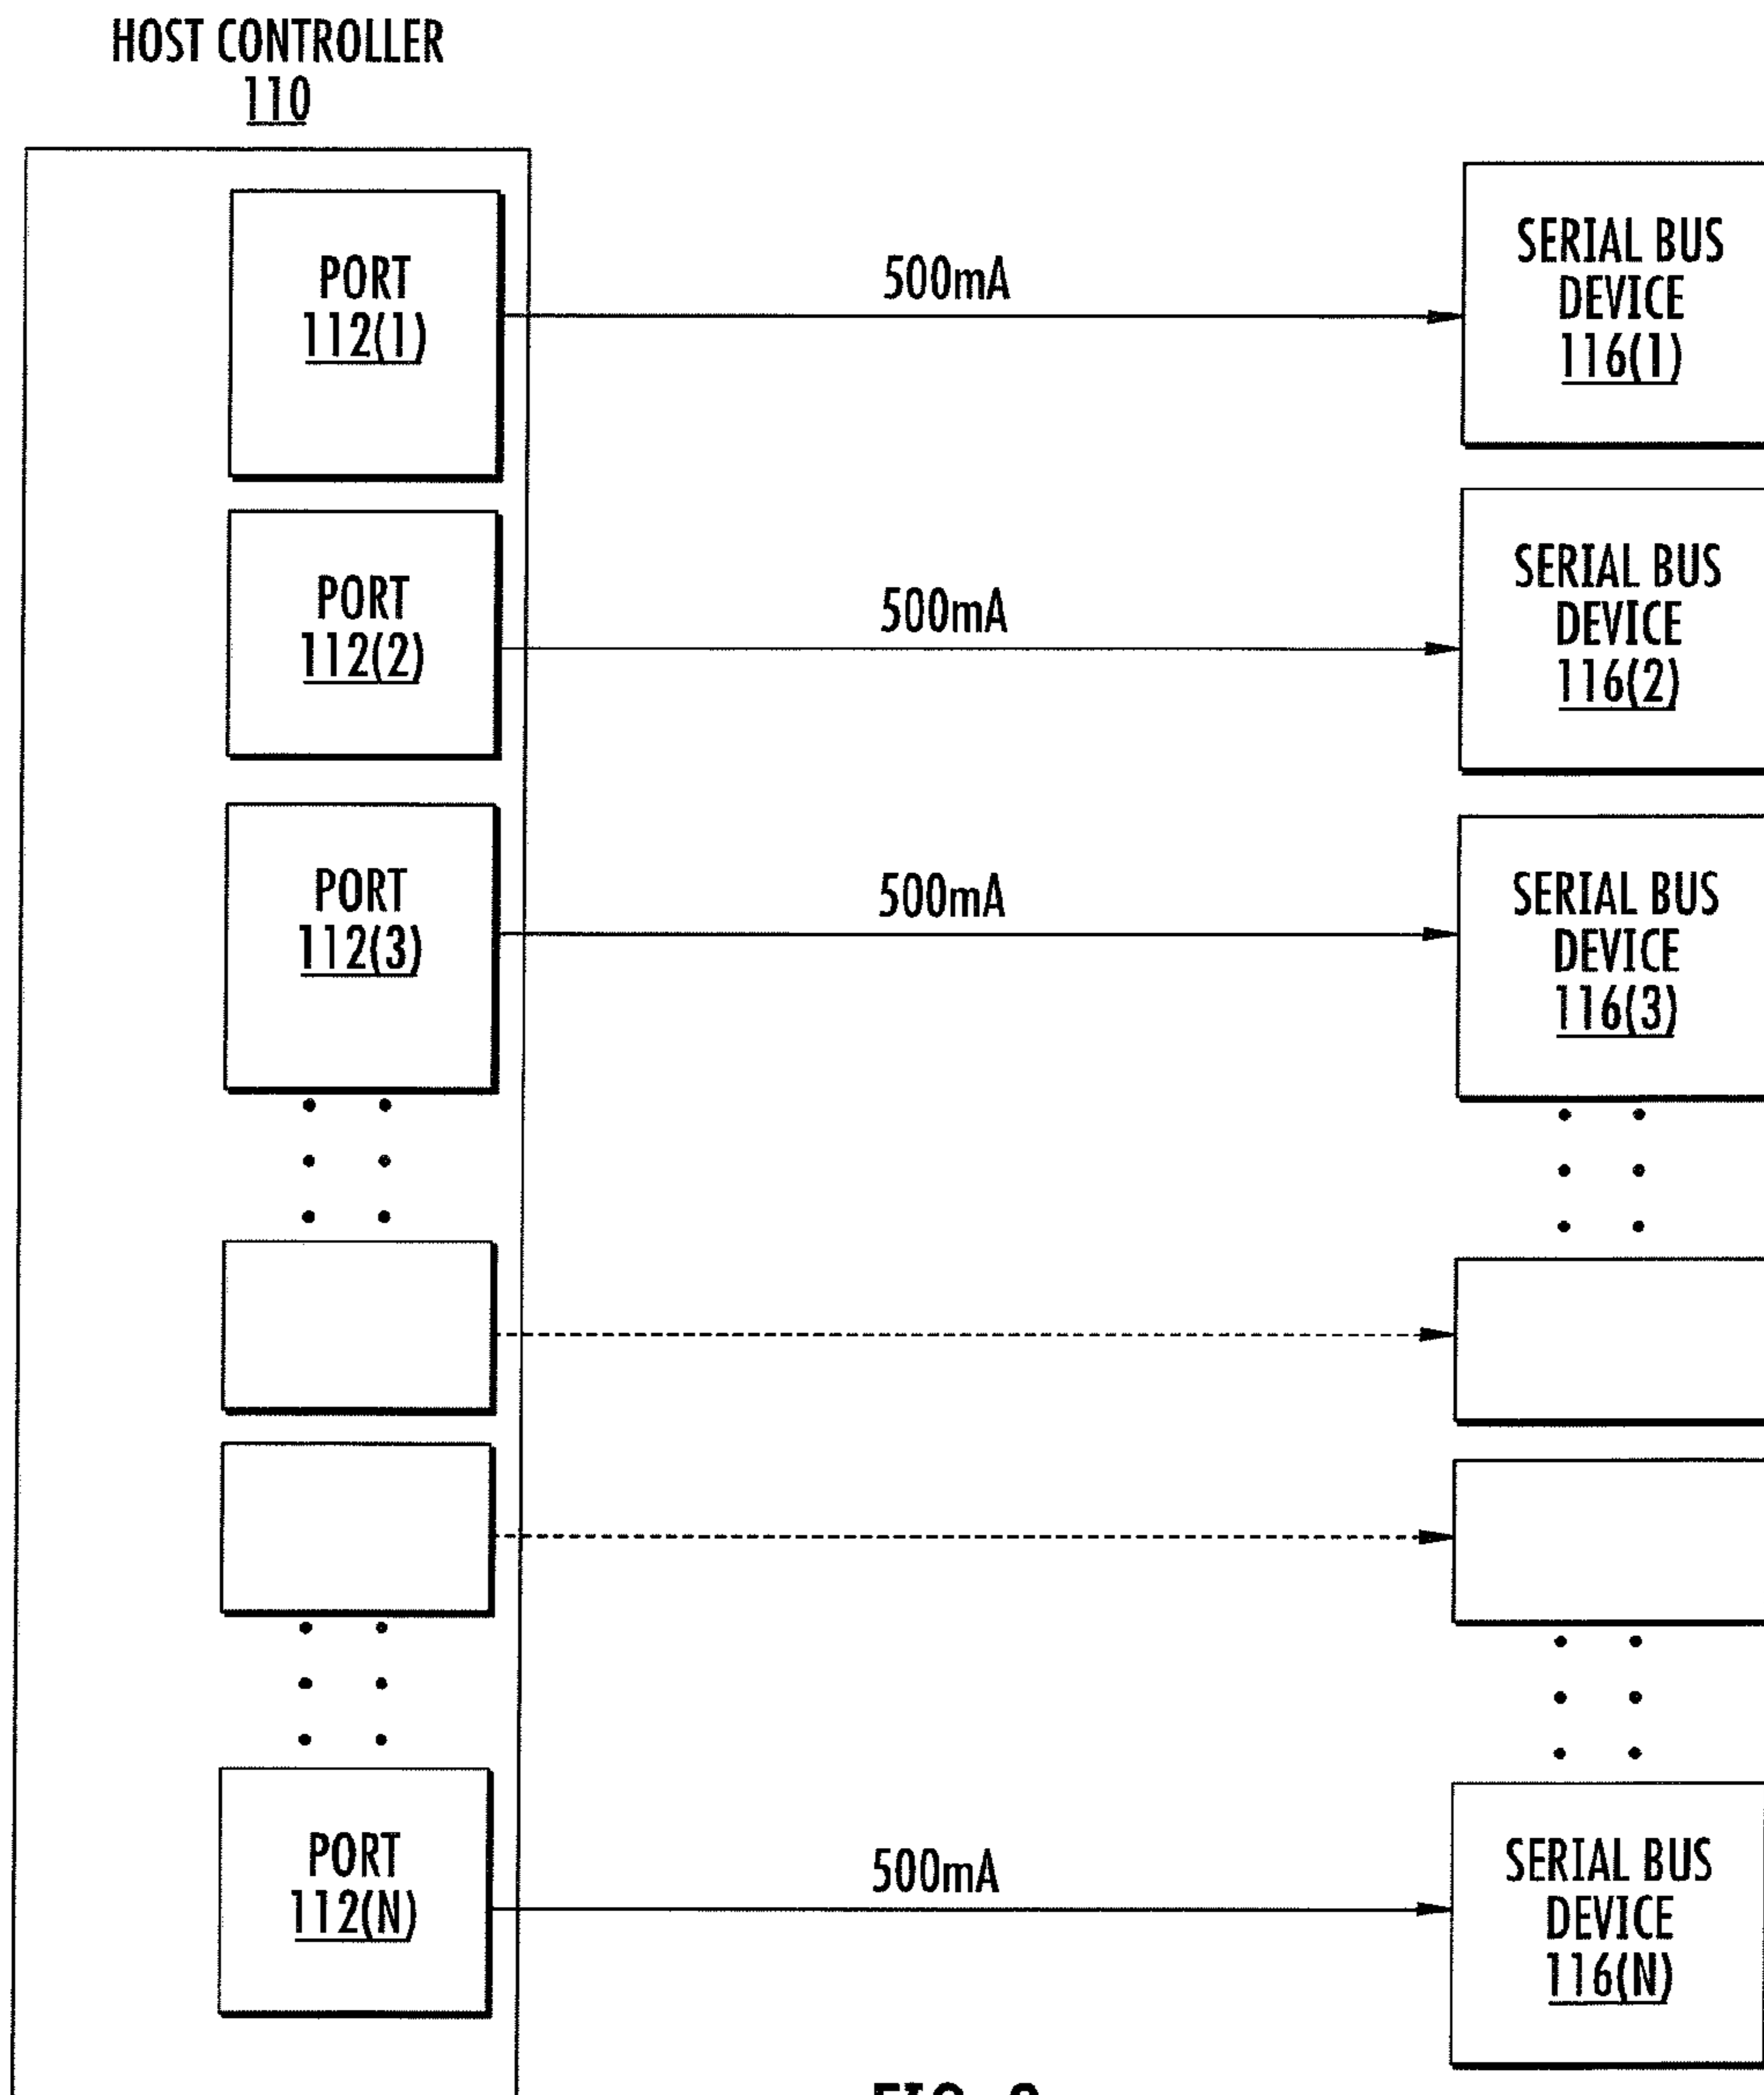 HOST CONTROLLER
110
PORT
112(1)
500mA
SERIAL BUS
DEVICE
116(1)
PORT
112(2)
500mA
SERIAL BUS
DEVICE
116(2)
PORT
112(3)
500mA
SERIAL BUS
DEVICE
116(3)
PORT
112(N)
500mA
SERIAL BUS
DEVICE
116(N)
FIG.